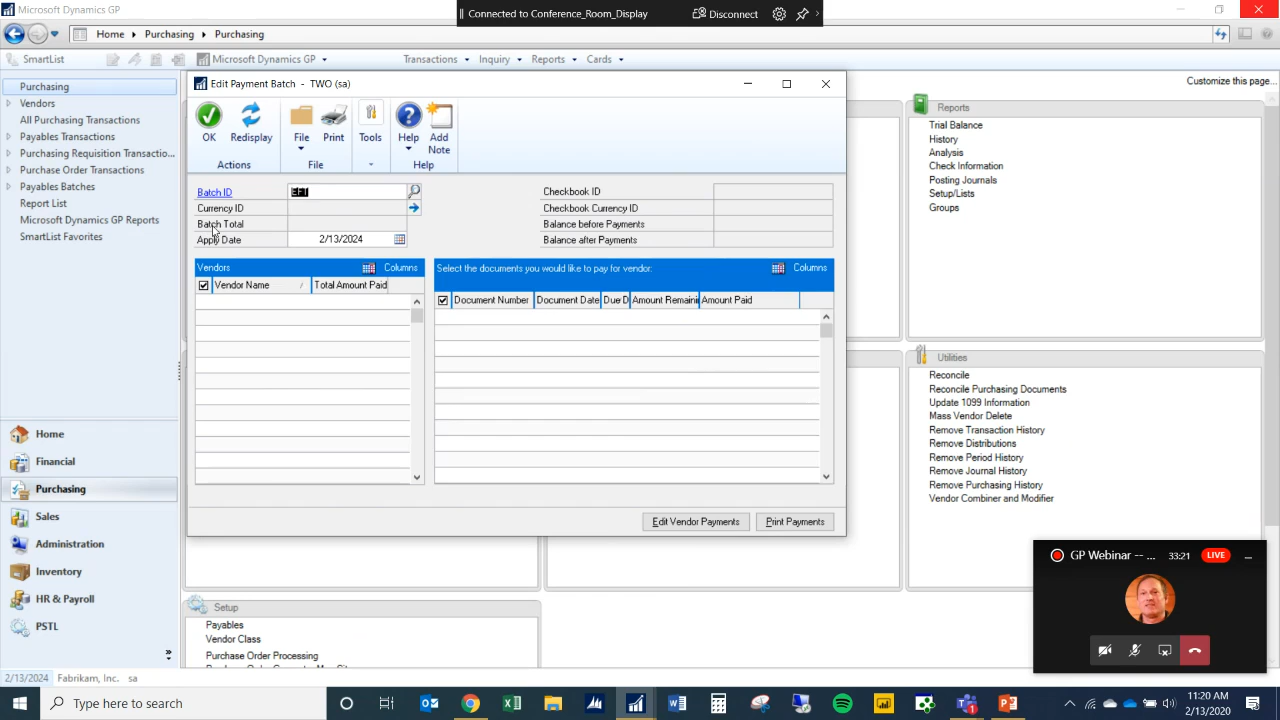 Microsoft Dynamics GP
Connected to Conference_Room_Display
Disconnect
Home
Purchasing
Purchasing
SmartList
Microsoft Dynamics GP
Transactions
Inquiry
Reports
Cards
Customize this page...
Purchasing
Vendors
All Purchasing Transactions
Payables Transactions
Purchasing Requisition Transactio...
Purchase Order Transactions
Payables Batches
Report List
Microsoft Dynamics GP Reports
SmartList Favorites
Home
Financial
Purchasing
Sales
Administration
Inventory
HR & Payroll
PSTL
2/13/2024 Fabrikam, Inc. sa
Edit Payment Batch - TWO (sa)
OK
Redisplay
File
Print
Tools
Help
Add Note
Actions
File
Help
Batch ID EFT
Currency ID
Batch Total
Apply Date 2/13/2024
Checkbook ID
Checkbook Currency ID
Balance before Payments
Balance after Payments
Vendors
Columns
Vendor Name
Total Amount Paid
Select the documents you would like to pay for vendor:
Columns
Document Number
Document Date
Due D
Amount Remaini
Amount Paid
Edit Vendor Payments
Print Payments
Reports
Trial Balance
History
Analysis
Check Information
Posting Journals
Setup/Lists
Groups
Utilities
Reconcile
Reconcile Purchasing Documents
Update 1099 Information
Mass Vendor Delete
Remove Transaction History
Remove Distributions
Remove Period History
Remove Journal History
Remove Purchasing History
Vendor Combiner and Modifier
Setup
Payables
Vendor Class
Purchase Order Processing
GP Webinar -- ...
33:21
LIVE
Type here to search
11:20 AM
2/13/2020